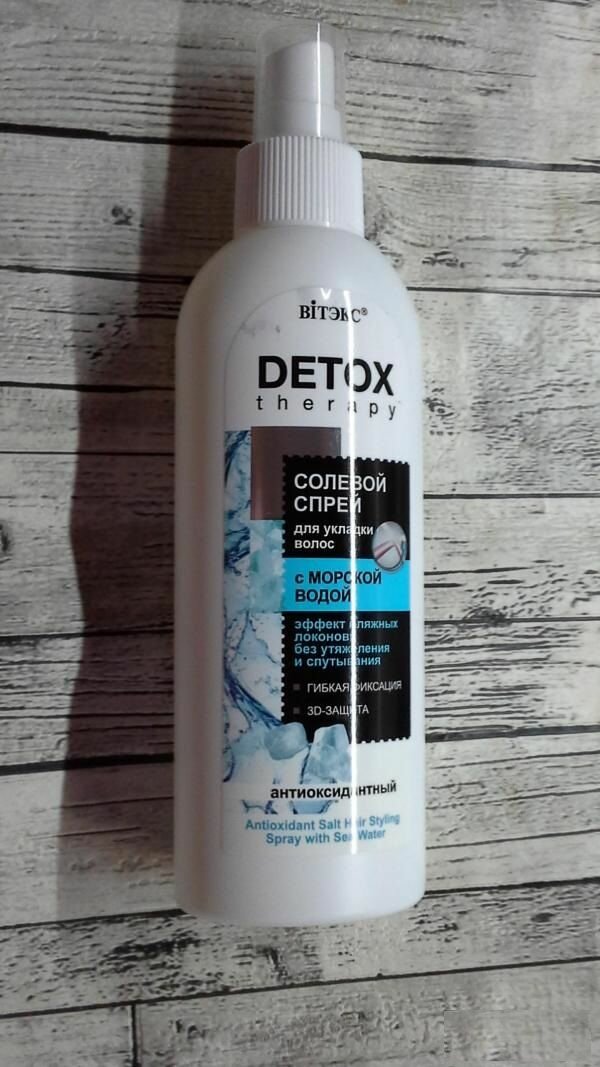 ВІТЭКС®
DETOX
therapy
СОЛЕВОЙ
СПРЕЙ
для укладки
волос
с МОРСКОЙ
ВОДОЙ
эффект пляжных
локонов
без утяжеления
и спутывания
ГИБКАЯ ФИКСАЦИЯ
3D-ЗАЩИТА
антиоксидантный
Antioxidant Salt Hair Styling
Spray with Sea Water